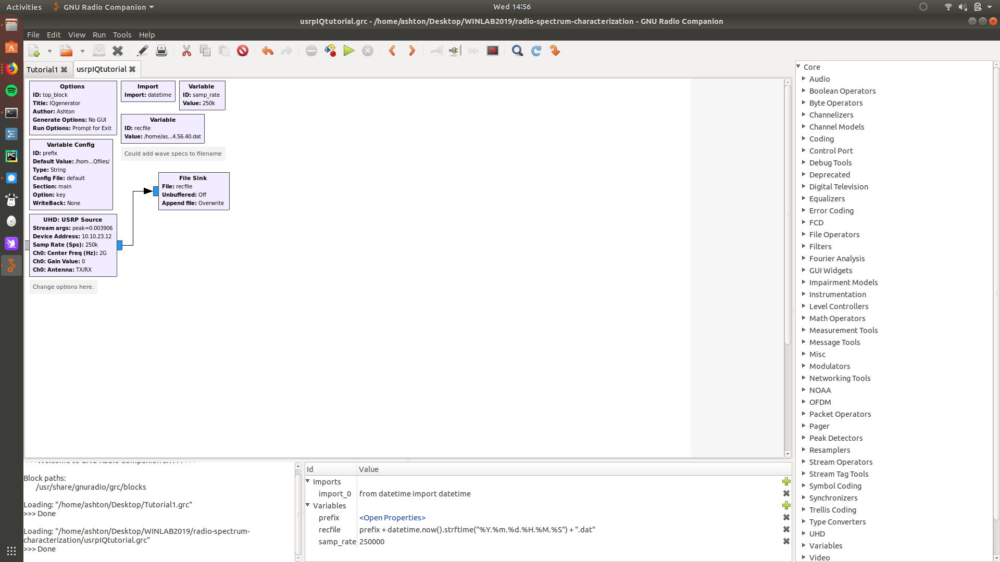 Activities
GNU Radio Companion
Wed 14:56
usrpIQtutorial.grc - /home/ashton/Desktop/WINLAB2019/radio-spectrum-characterization - GNU Radio Companion
File Edit View Run Tools Help
Tutorial1
usrpIQtutorial
Options
ID: top_block
Title: IQgenerator
Author: Ashton
Generate Options: No GUI
Run Options: Prompt for Exit
Import
Import: datetime
Variable
ID: samp_rate
Value: 250k
Variable
ID: recfile
Value: /home/as...4.56.40.dat
Could add wave specs to filename
Variable Config
ID: prefix
Default Value: /hom...Qfiles/
Type: String
Config File: default
Section: main
Option: key
WriteBack: None
File Sink
File: recfile
Unbuffered: Off
Append file: Overwrite
UHD: USRP Source
Stream args: peak=0.003906
Device Address: 10.10.23.12
Samp Rate (Sps): 250k
Ch0: Center Freq (Hz): 2G
Ch0: Gain Value: 0
Ch0: Antenna: TX/RX
Change options here.
Core
Audio
Boolean Operators
Byte Operators
Channelizers
Channel Models
Coding
Control Port
Debug Tools
Deprecated
Digital Television
Equalizers
Error Coding
FCD
File Operators
Filters
Fourier Analysis
GUI Widgets
Impairment Models
Instrumentation
Level Controllers
Math Operators
Measurement Tools
Message Tools
Misc
Modulators
Networking Tools
NOAA
OFDM
Packet Operators
Pager
Peak Detectors
Resamplers
Stream Operators
Stream Tag Tools
Symbol Coding
Synchronizers
Trellis Coding
Type Converters
UHD
Variables
Video
Block paths:
/usr/share/gnuradio/grc/blocks
Loading: "/home/ashton/Desktop/Tutorial1.grc"
>>> Done
Loading: "/home/ashton/Desktop/WINLAB2019/radio-spectrum-
characterization/usrpIQtutorial.grc"
>>> Done
Id Value
Imports
import_0 from datetime import datetime
Variables
prefix <Open Properties>
recfile prefix + datetime.now().strftime("%Y.%m.%d.%H.%M.%S") + ".dat"
samp_rate 250000
PC